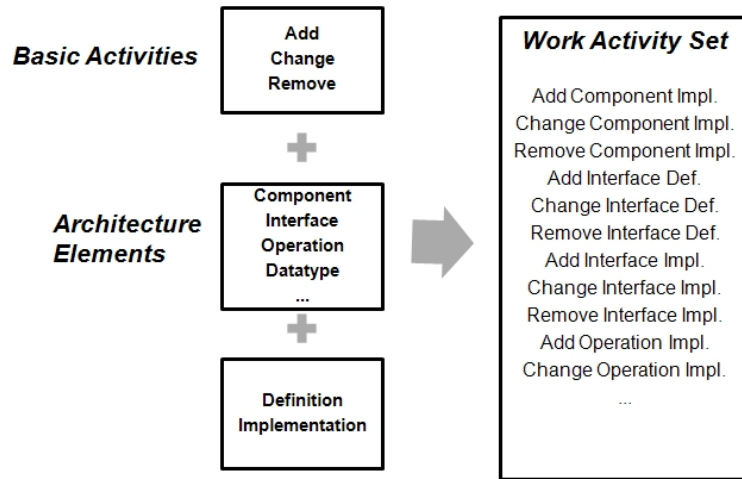 Basic Activities
Add
Change
Remove
Architecture
Elements
Component
Interface
Operation
Datatype
...
Definition
Implementation
Work Activity Set
Add Component Impl.
Change Component Impl.
Remove Component Impl.
Add Interface Def.
Change Interface Def.
Remove Interface Def.
Add Interface Impl.
Change Interface Impl.
Remove Interface Impl.
Add Operation Impl.
Change Operation Impl.
...